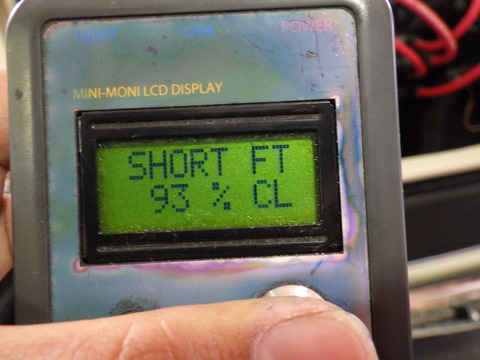 LIGHT LINK POWER
MINI-MONI LCD DISPLAY
SHORT FT
93 % CL